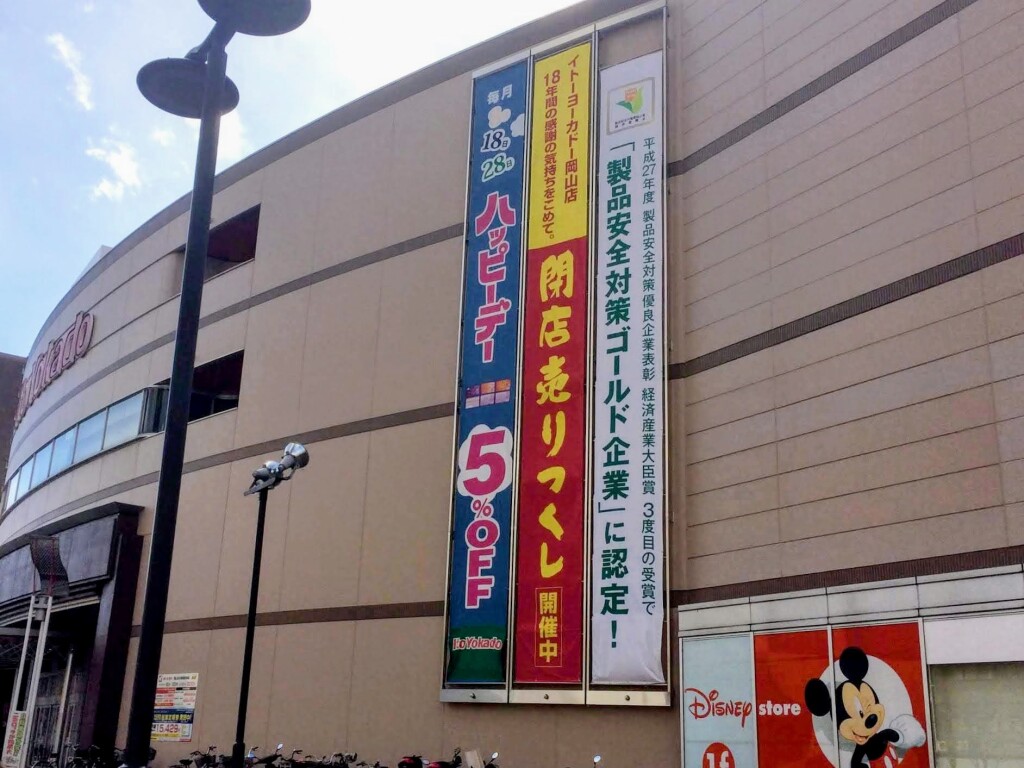 Yokado
毎月
18日
28日
ハッピーデー
5%OFF
Ito Yokado
イトーヨーカドー岡山店
18年間の感謝の気持ちをこめて。
閉店売りつくし
開催中
平成27年度 製品安全対策優良企業表彰 経済産業大臣賞 3度目の受賞で
「製品安全対策ゴールド企業」に認定!
Disney store
1f